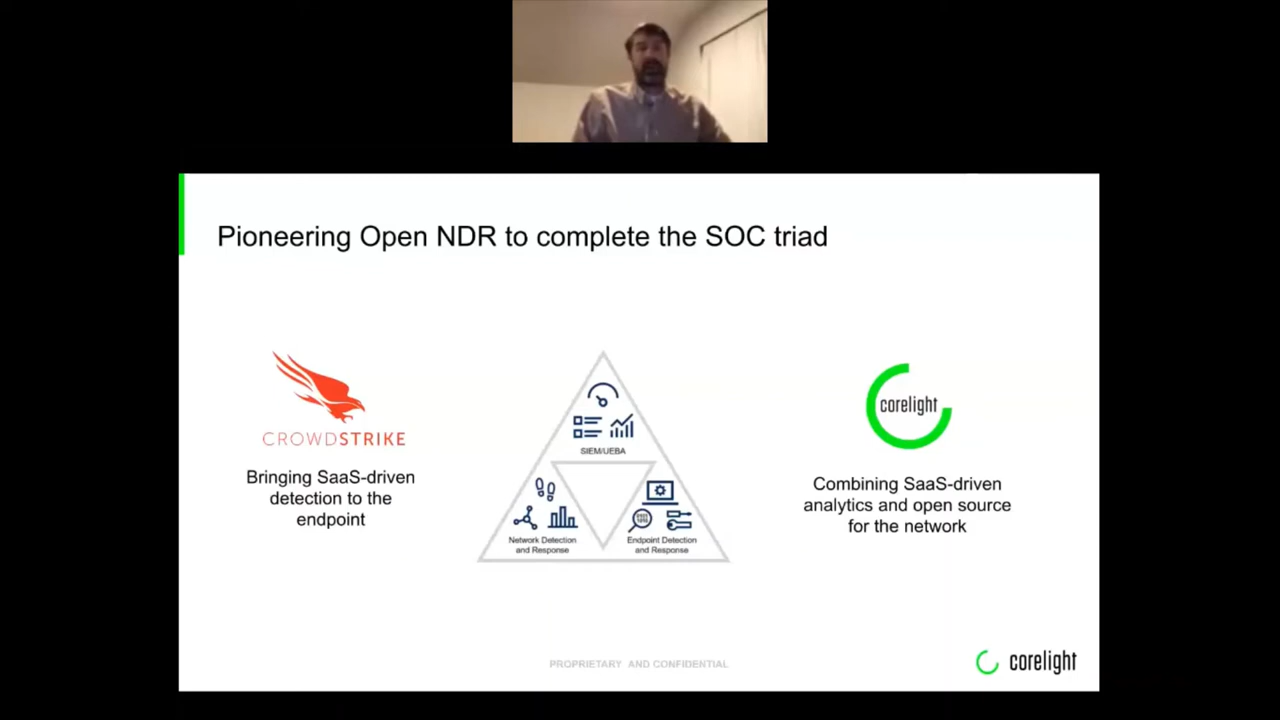 Pioneering Open NDR to complete the SOC triad
CROWDSTRIKE
Bringing SaaS-driven
detection to the
endpoint
SIEM/UEBA
Network Detection
and Response
Endpoint Detection
and Response
corelight
Combining SaaS-driven
analytics and open source
for the network
PROPRIETARY AND CONFIDENTIAL
corelight